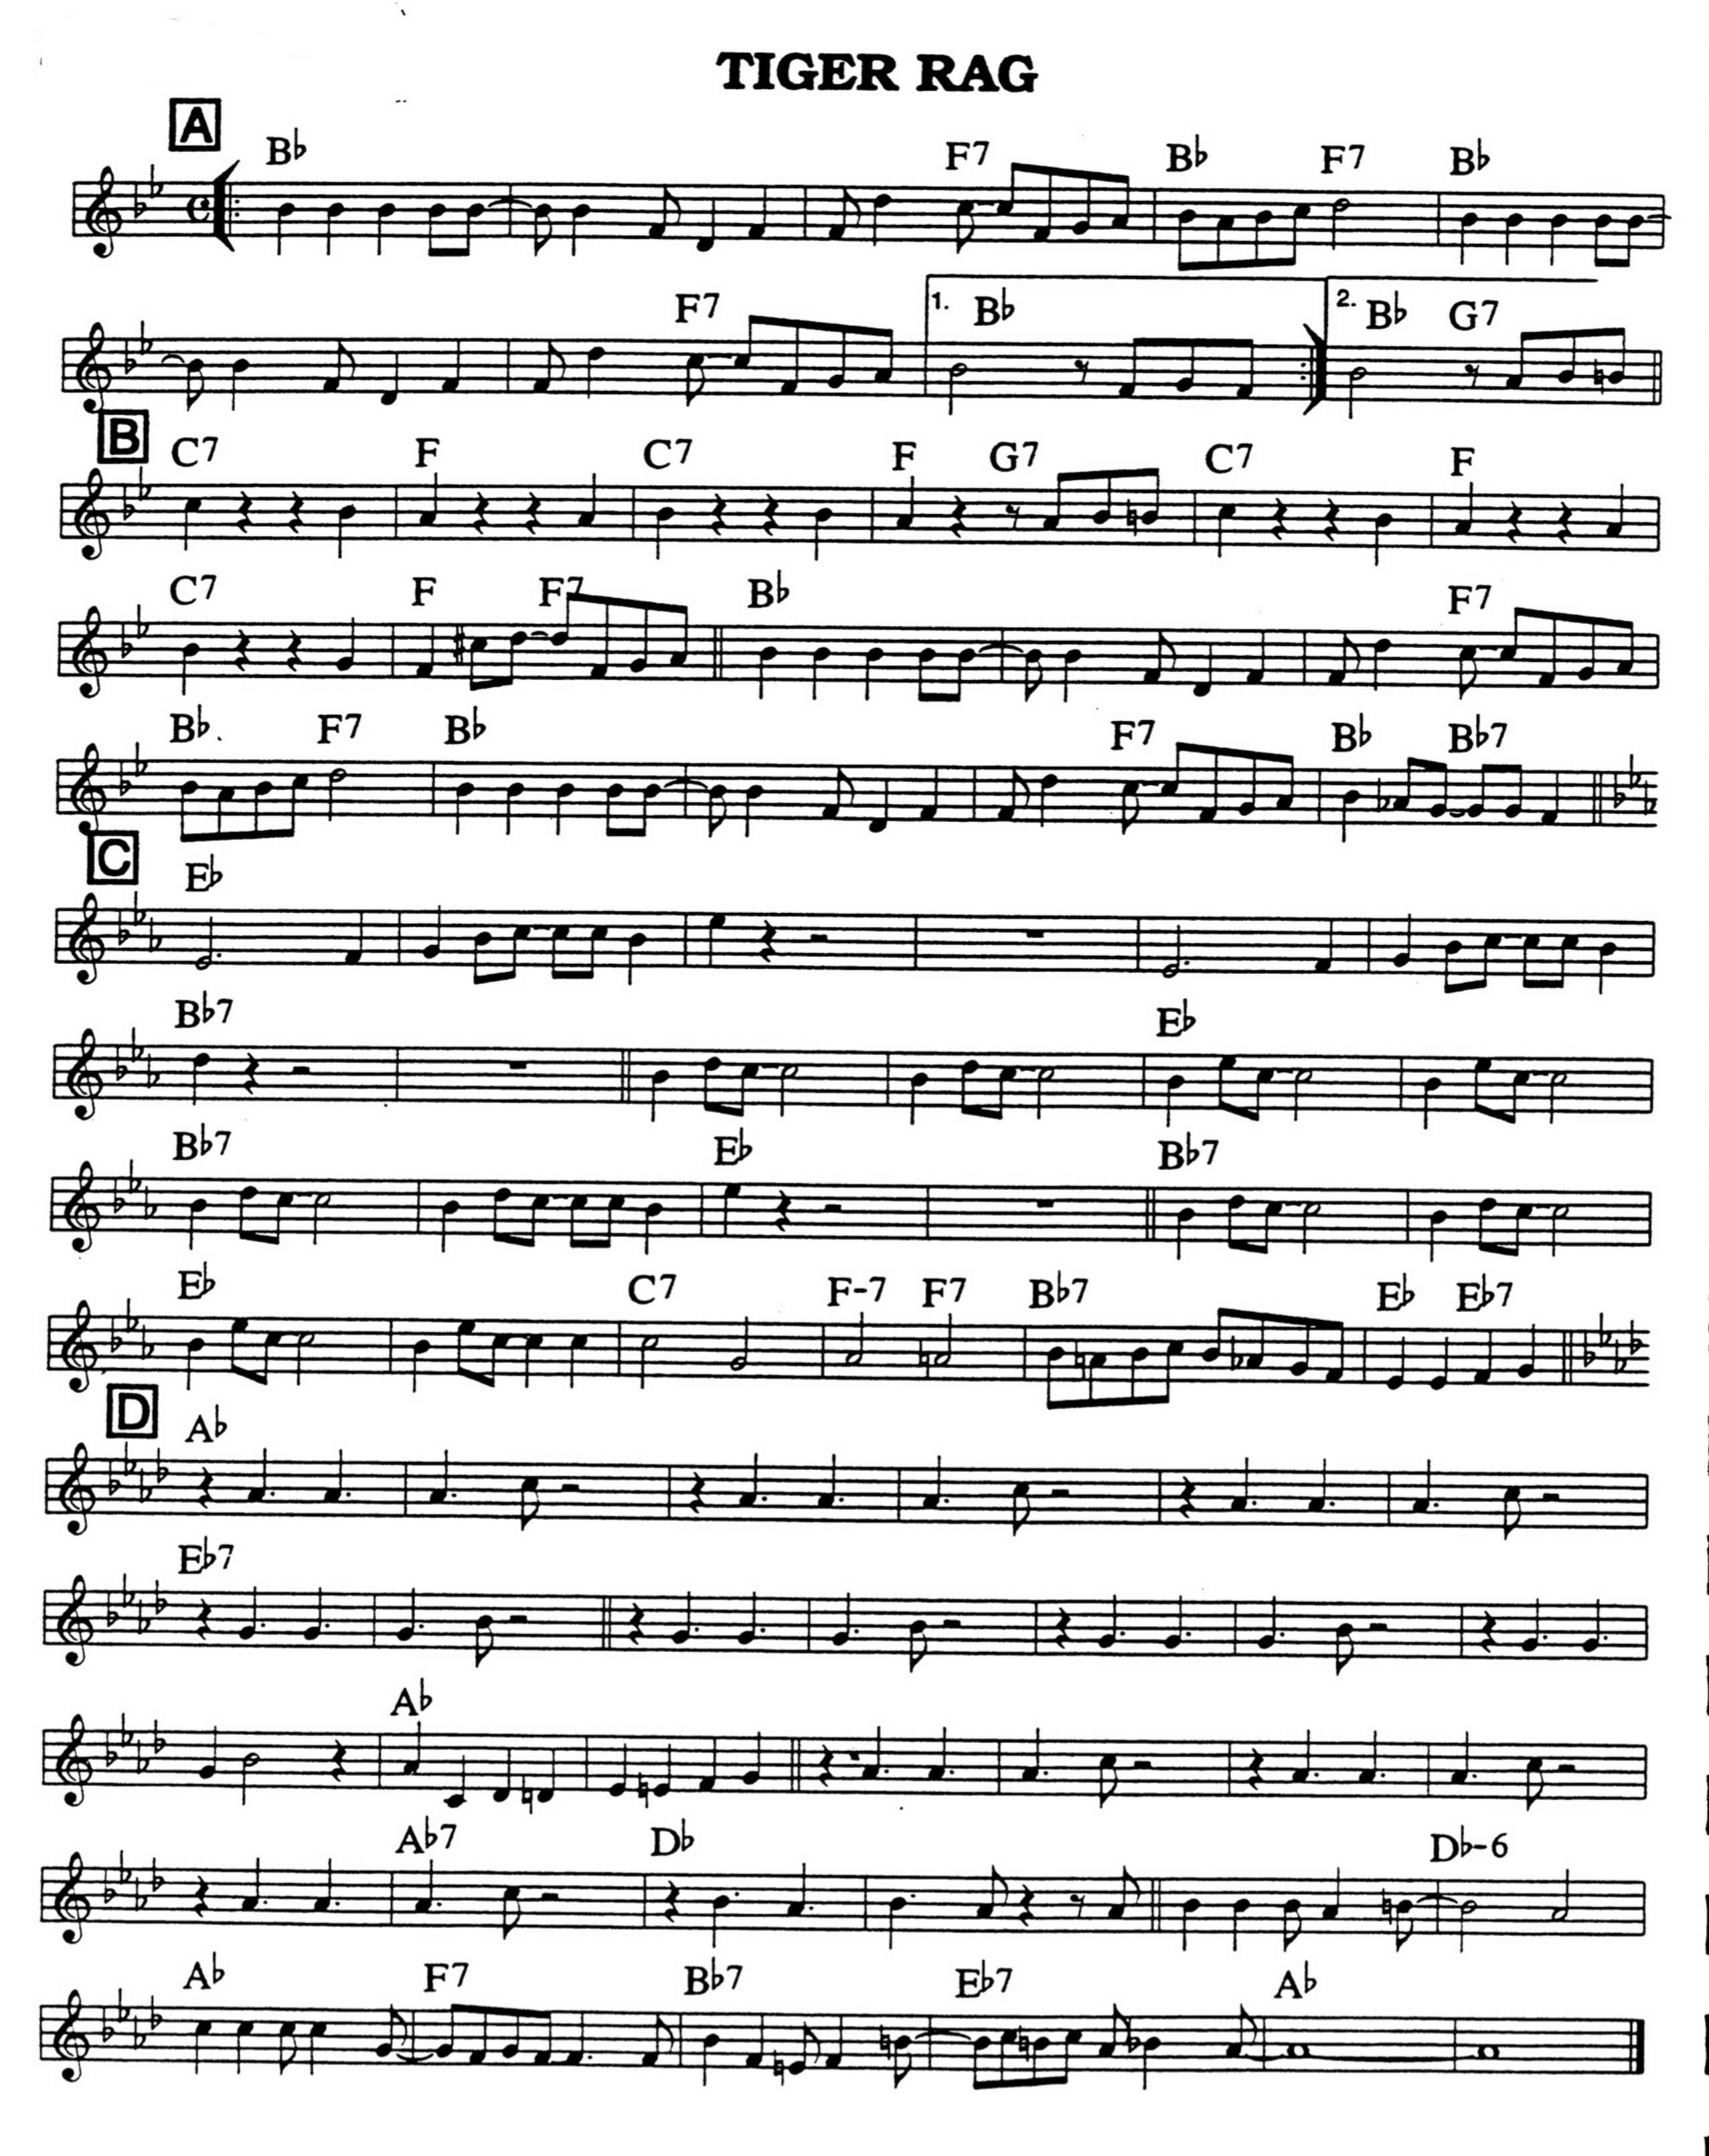 TIGER RAG
A
B♭ F7 B♭ F7 B♭
F7 1. B♭ 2. B♭ G7
B
C7 F C7 F G7 C7 F
C7 F F7 B♭ F7
B♭ F7 B♭ F7 B♭ B♭7
C
E♭
B♭7 E♭
B♭7 E♭ B♭7
E♭ C7 F-7 F7 B♭7 E♭ E♭7
D
A♭
E♭7
A♭
A♭7 D♭ D♭-6
A♭ F7 B♭7 E♭7 A♭